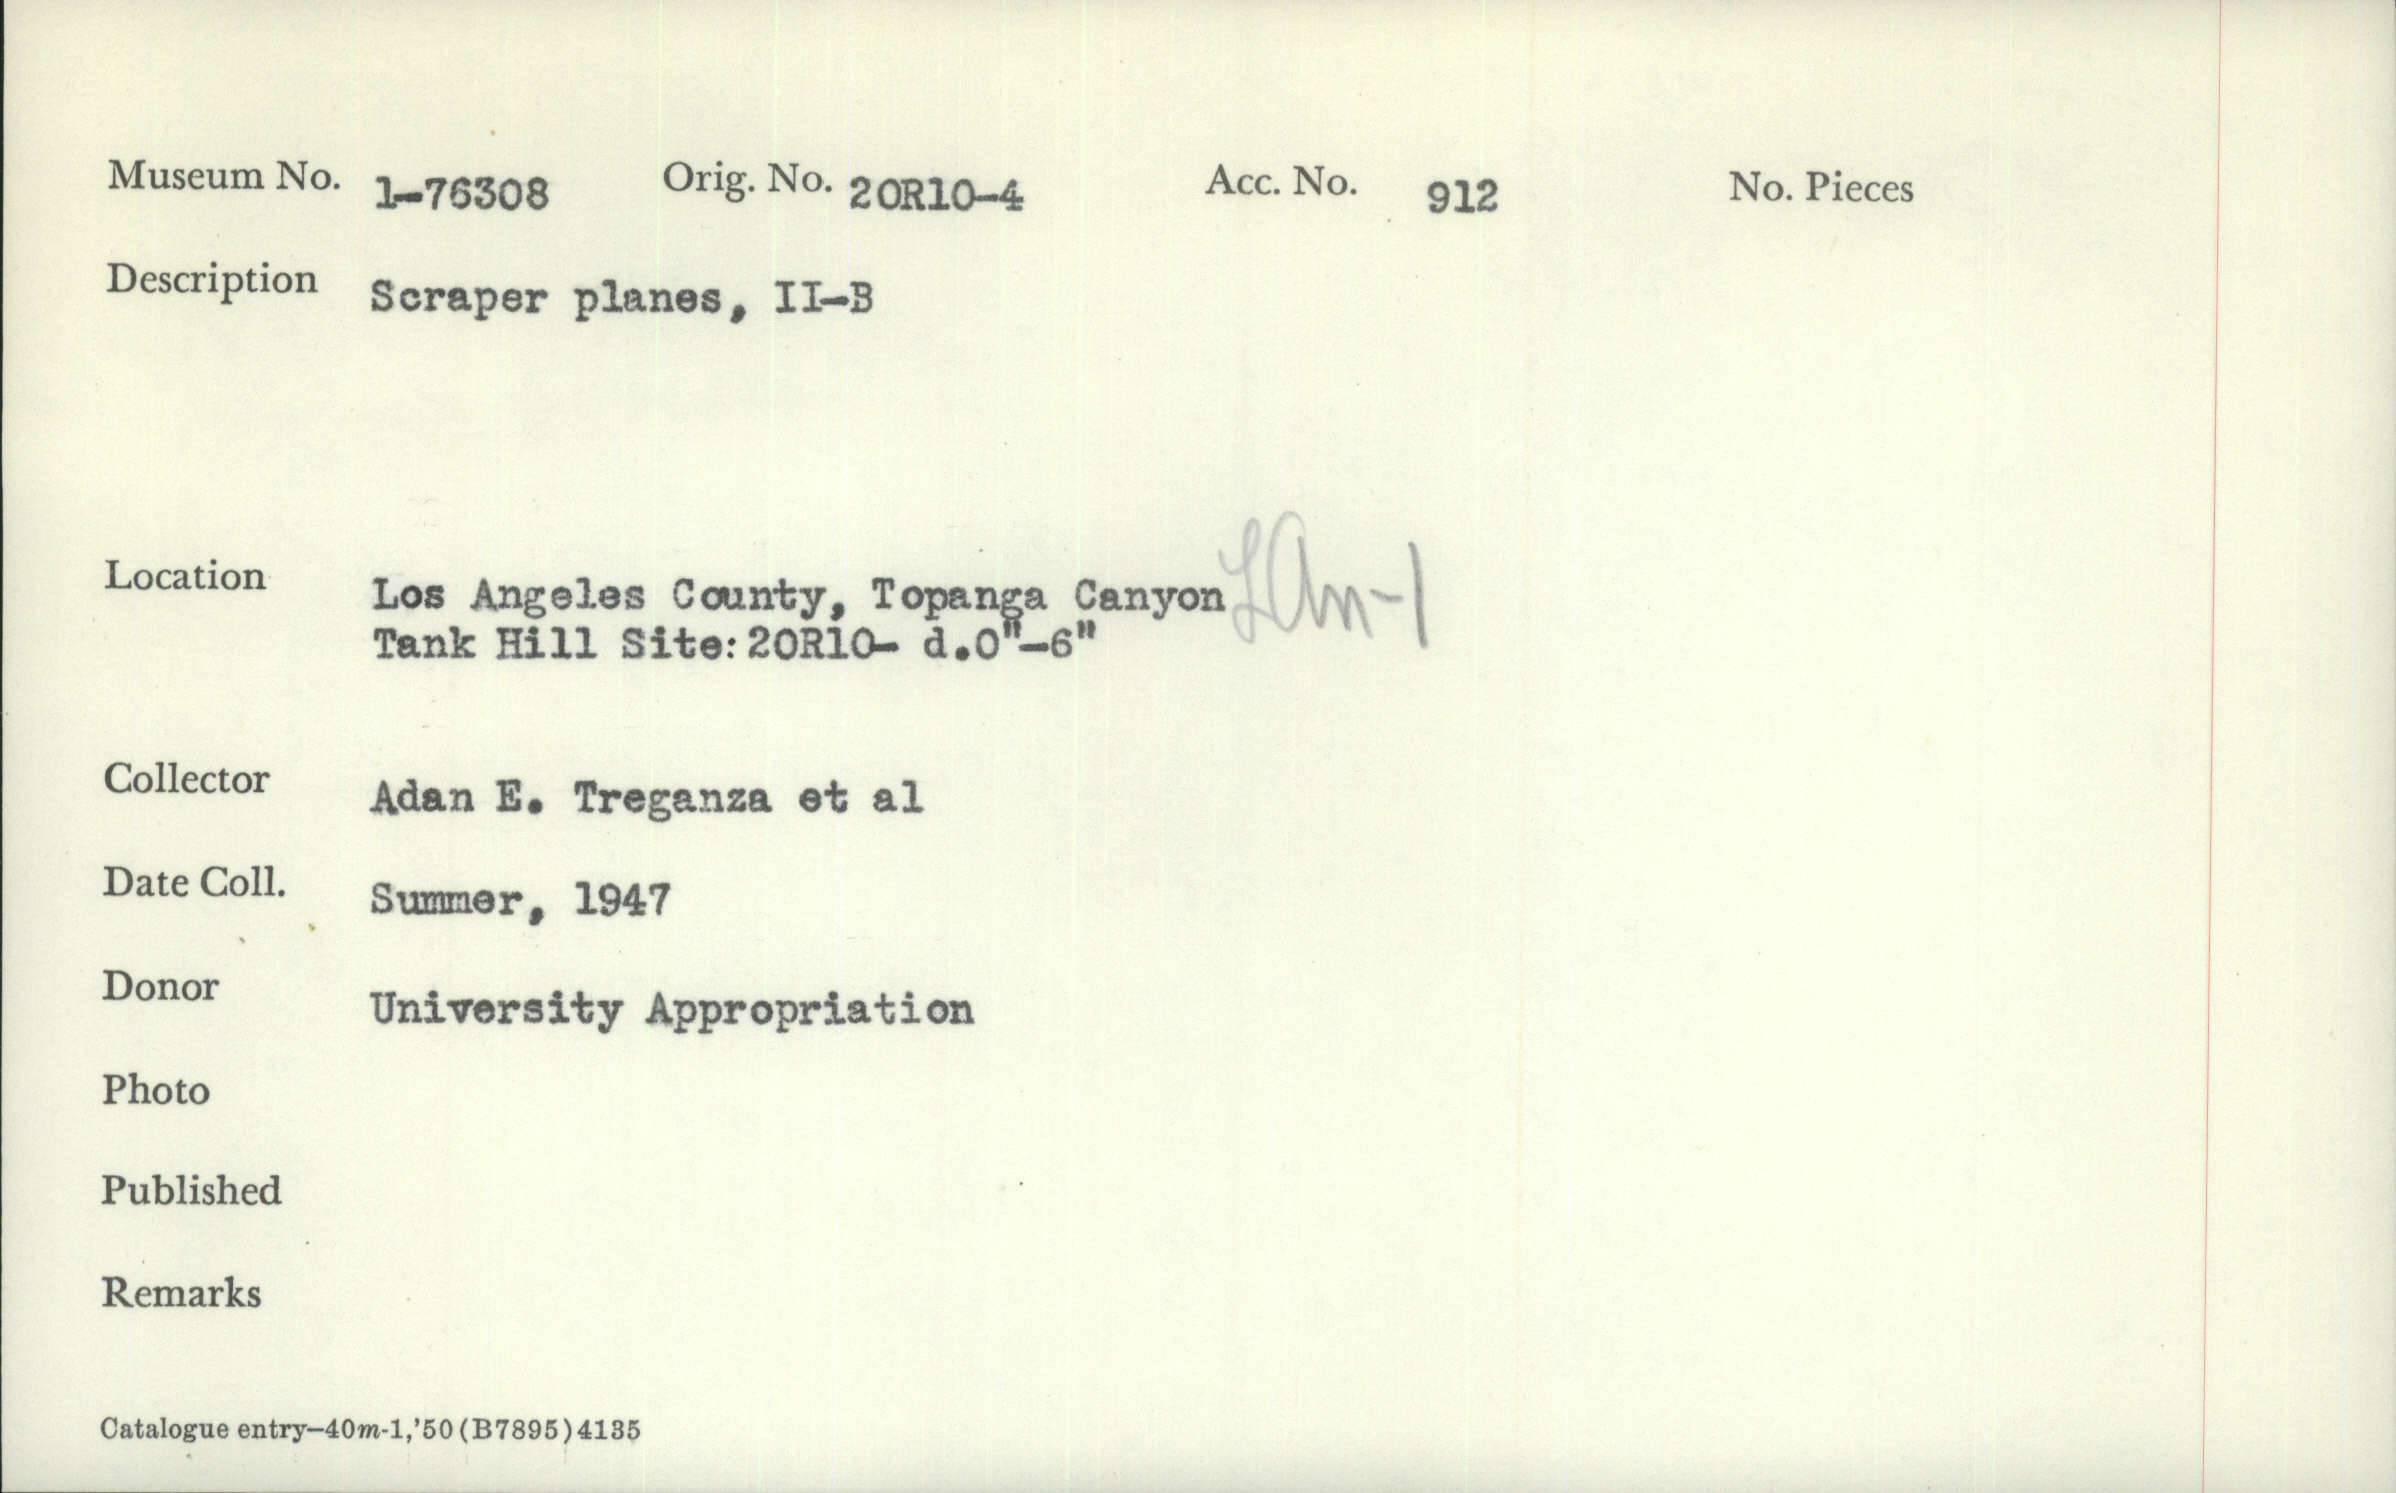 Museum No. 1-76308 Orig. No. 20R10-4 Acc. No. 912 No. Pieces
Description Scraper planes, II-B
Location Los Angeles County, Topanga Canyon LAn-1
Tank Hill Site:20R10- d.0"-6"
Collector Adan E. Treganza et al
Date Coll. Summer, 1947
Donor University Appropriation
Photo
Published
Remarks
Catalogue entry—40m-1,'50(B7895)4135